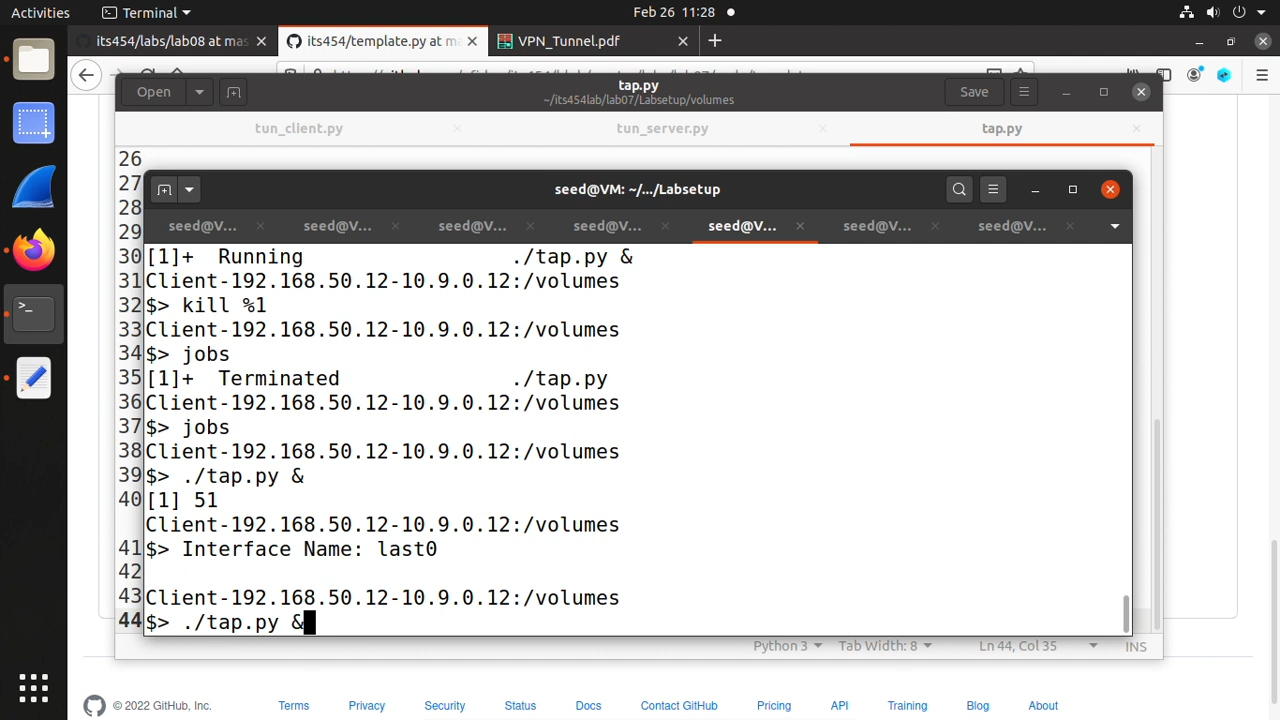 Activities
Terminal
Feb 26 11:28
its454/labs/lab08 at mas
its454/template.py at m
VPN_Tunnel.pdf
Open
tap.py
~/its454lab/lab07/Labsetup/volumes
Save
tun_client.py
tun_server.py
tap.py
26
27
28
29
30
31
32
33
34
35
36
37
38
39
40
41
42
43
44
seed@VM: ~/.../Labsetup
seed@V...
seed@V...
seed@V...
seed@V...
seed@V...
seed@V...
seed@V...
[1]+  Running                 ./tap.py &
Client-192.168.50.12-10.9.0.12:/volumes
$> kill %1
Client-192.168.50.12-10.9.0.12:/volumes
$> jobs
[1]+  Terminated              ./tap.py
Client-192.168.50.12-10.9.0.12:/volumes
$> jobs
Client-192.168.50.12-10.9.0.12:/volumes
$> ./tap.py &
[1] 51
Client-192.168.50.12-10.9.0.12:/volumes
$> Interface Name: last0
Client-192.168.50.12-10.9.0.12:/volumes
$> ./tap.py &
Python 3
Tab Width: 8
Ln 44, Col 35
INS
© 2022 GitHub, Inc.
Terms
Privacy
Security
Status
Docs
Contact GitHub
Pricing
API
Training
Blog
About